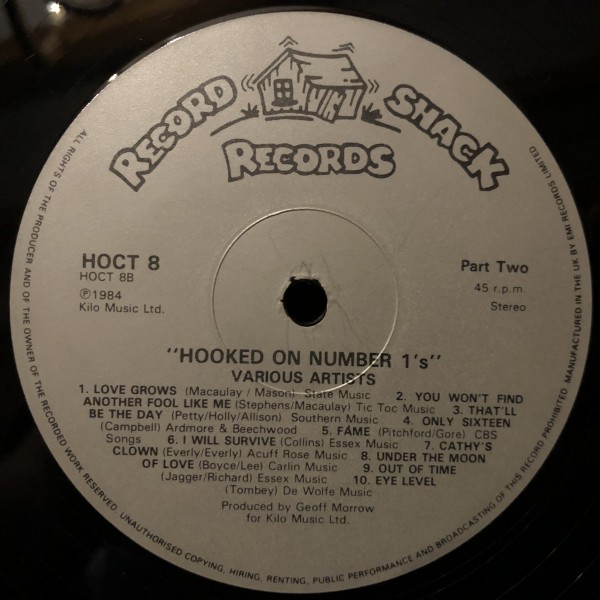 RECORD SHACK
RECORDS
HOCT 8
HOCT 8B
Ⓟ1984
Kilo Music Ltd.
Part Two
45 r.p.m.
Stereo
"HOOKED ON NUMBER 1's"
VARIOUS ARTISTS
1. LOVE GROWS (Macaulay / Mason) State Music 2. YOU WON'T FIND
ANOTHER FOOL LIKE ME (Stephens/Macaulay) Tic Toc Music 3. THAT'LL
BE THE DAY (Petty/Holly/Allison) Southern Music 4. ONLY SIXTEEN
(Campbell) Ardmore & Beechwood 5. FAME (Pitchford/Gore) CBS
Songs 6. I WILL SURVIVE (Collins) Essex Music 7. CATHY'S
CLOWN (Everly/Everly) Acuff Rose Music 8. UNDER THE MOON
OF LOVE (Boyce/Lee) Carlin Music 9. OUT OF TIME
(Jagger/Richard) Essex Music 10. EYE LEVEL
(Tombey) De Wolfe Music
Produced by Geoff Morrow
for Kilo Music Ltd.
ALL RIGHTS OF THE PRODUCER AND OF THE OWNER OF THE RECORDED WORK RESERVED. UNAUTHORISED COPYING, HIRING, RENTING, PUBLIC PERFORMANCE AND BROADCASTING OF THIS RECORD PROHIBITED. MANUFACTURED IN THE UK BY EMI RECORDS LIMITED